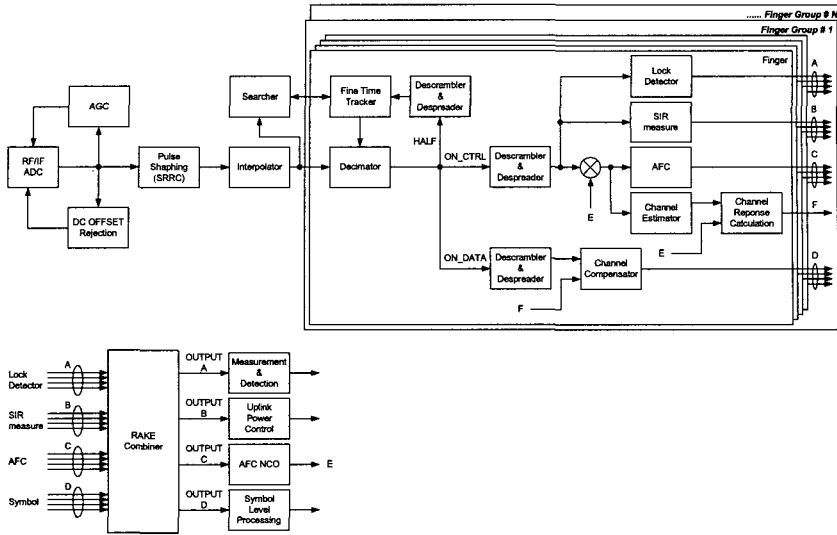 ...... Finger Group # N
Finger Group # 1
Finger
A
Searcher
Fine Time
Tracker
Descrambler
&
Despreader
Lock
Detector
AGC
B
SIR
measure
HALF
RF/IF
ADC
Pulse
Shaphing
(SRRC)
Interpolator
Decimator
ON_CTRL
Descrambler
&
Despreader
AFC
C
E
Channel
Estimator
Channel
Reponse
Calculation
F
DC OFFSET
Rejection
E
ON_DATA
Descrambler
&
Despreader
Channel
Compensator
D
F
Lock
Detector
A
RAKE
Combiner
OUTPUT
A
Measurement
&
Detection
SIR
measure
B
OUTPUT
B
Uplink
Power
Control
AFC
C
OUTPUT
C
AFC NCO
E
Symbol
D
OUTPUT
D
Symbol
Level
Processing